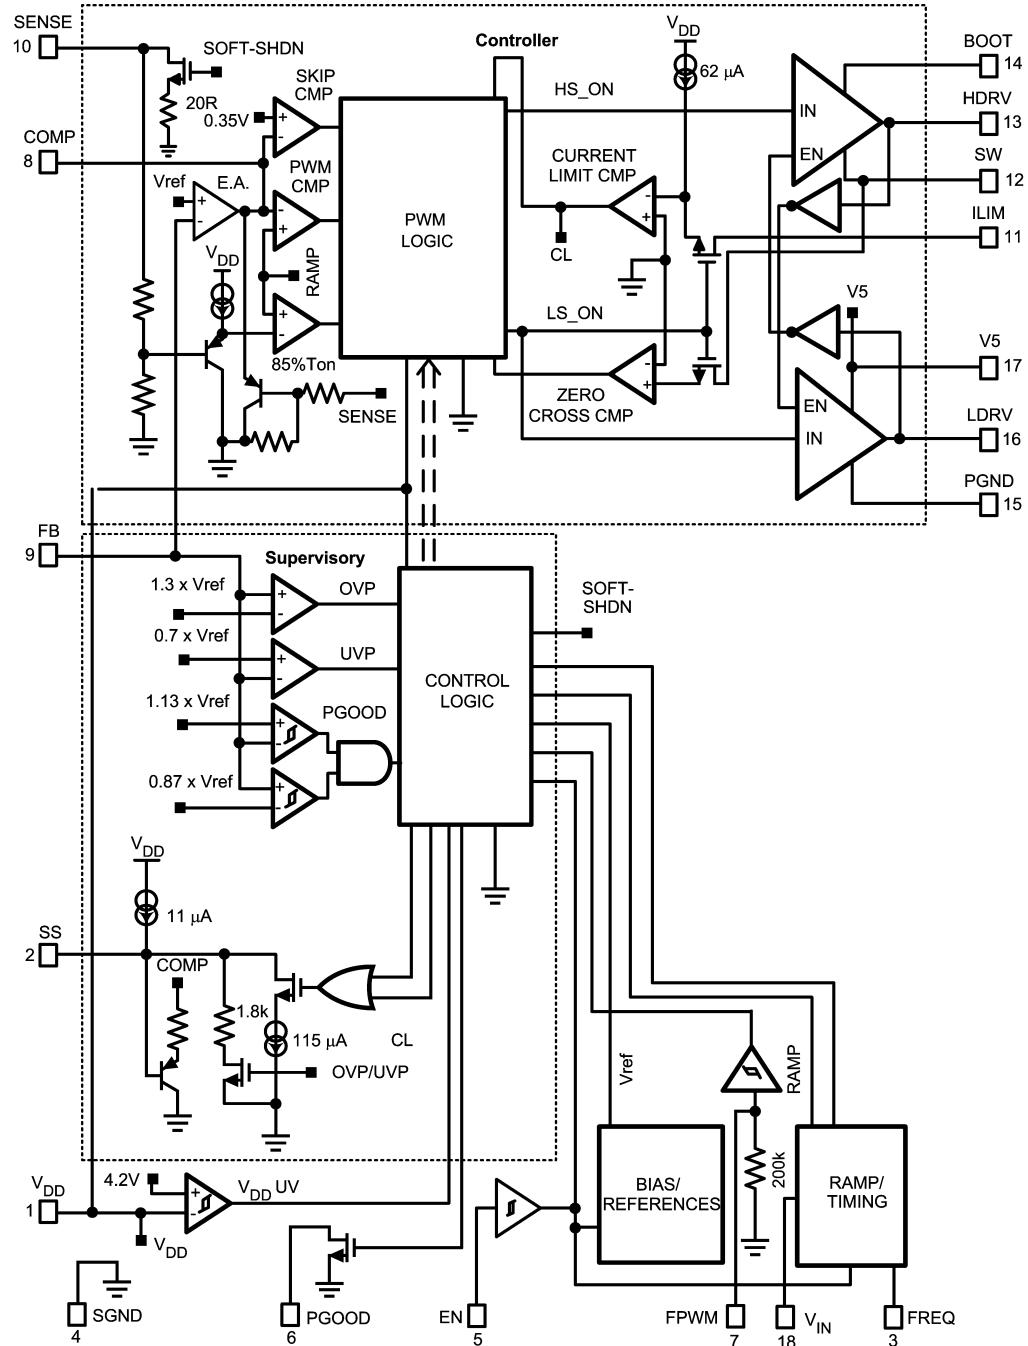 SENSE
10
SOFT-SHDN
20R
SKIP
CMP
0.35V
+
-
Controller
VDD
62 μA
HS_ON
BOOT
14
HDRV
13
IN
EN
SW
12
ILIM
11
COMP
8
Vref
E.A.
+
-
PWM
CMP
-
+
PWM
LOGIC
CURRENT
LIMIT CMP
-
+
CL
RAMP
VDD
+
-
85%Ton
SENSE
LS_ON
-
+
ZERO
CROSS CMP
V5
V5
17
EN
IN
LDRV
16
PGND
15
FB
9
Supervisory
1.3 x Vref
+
-
OVP
0.7 x Vref
+
-
UVP
1.13 x Vref
+
-
PGOOD
0.87 x Vref
+
-
CONTROL
LOGIC
SOFT-
SHDN
VDD
11 μA
SS
2
COMP
1.8k
115 μA
CL
OVP/UVP
Vref
RAMP
200k
BIAS/
REFERENCES
RAMP/
TIMING
VDD
1
4.2V
+
-
VDD UV
VDD
SGND
4
PGOOD
6
EN
5
FPWM
7
VIN
18
FREQ
3